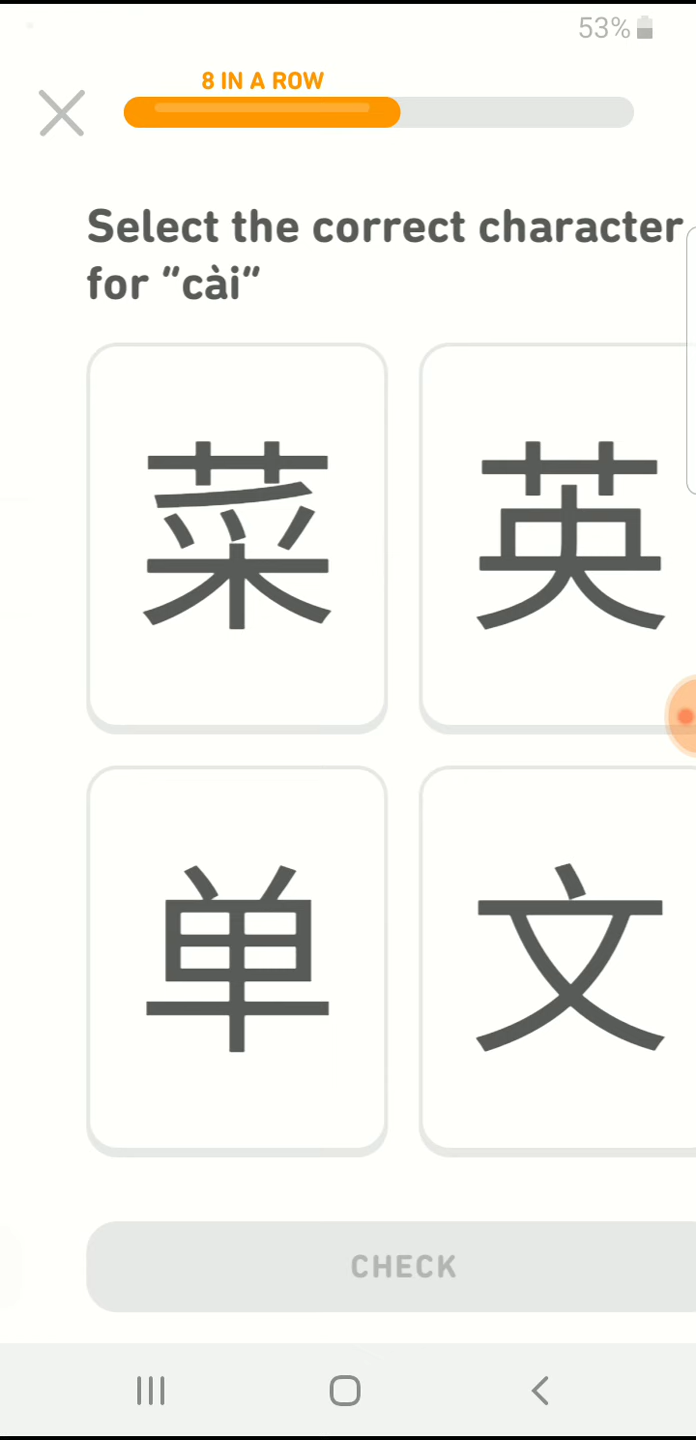 53%
8 IN A ROW
Select the correct character
for "cài"
菜
英
单
文
CHECK